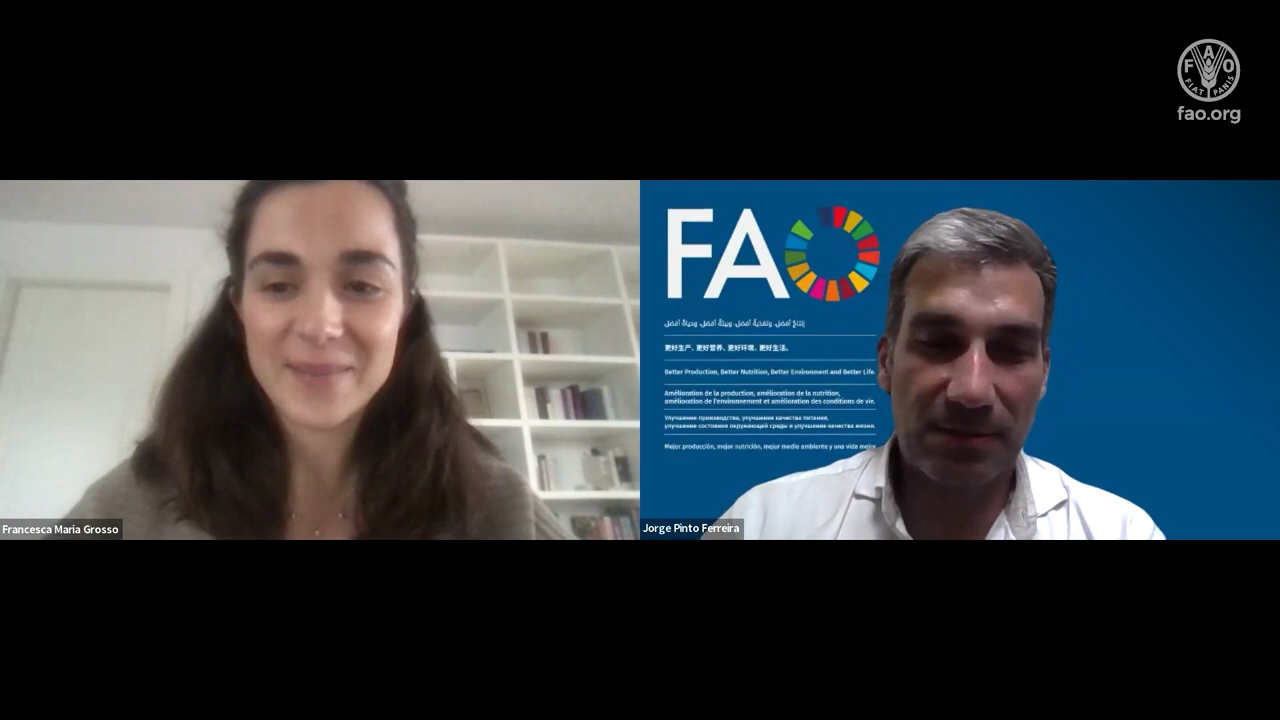 FAO
FIAT PANIS
fao.org
FAO
إنتاج أفضل، وتغذية أفضل، وبيئة أفضل، وحياة أفضل
更好生产、更好营养、更好环境、更好生活。
Better Production, Better Nutrition, Better Environment and Better Life.
Amélioration de la production, amélioration de la nutrition,
amélioration de l'environnement et amélioration des conditions de vie.
Улучшение производства, улучшение качества питания,
улучшение состояния окружающей среды и улучшение качества жизни.
Mejor producción, mejor nutrición, mejor medio ambiente y una vida mejor
Francesca Maria Grosso
Jorge Pinto Ferreira